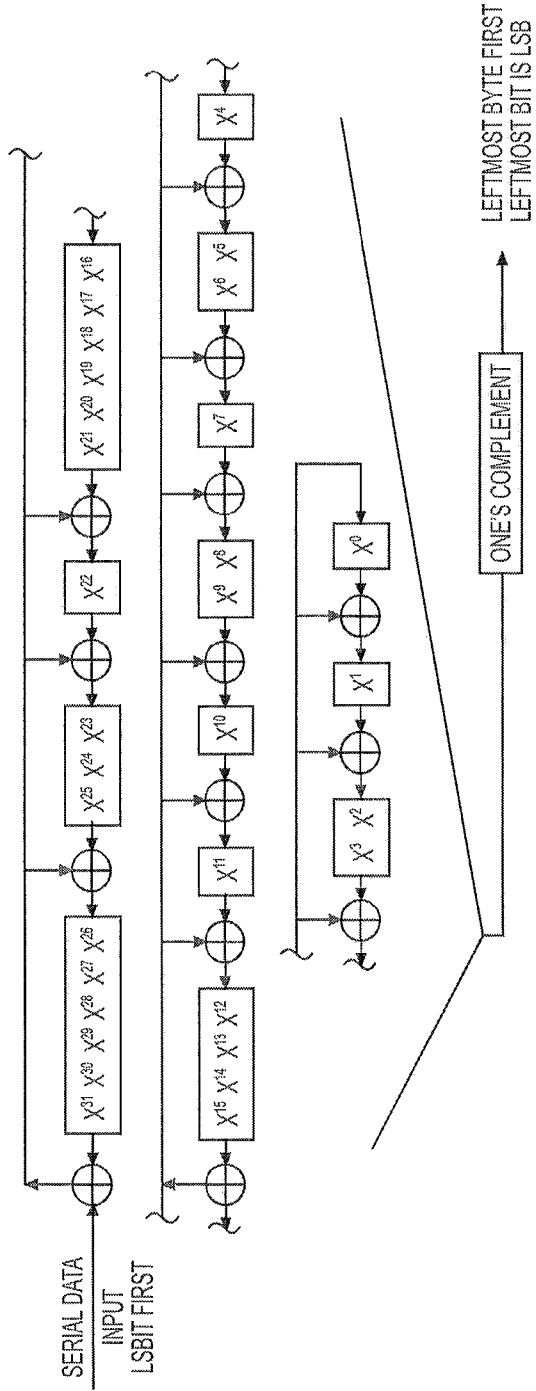 SERIAL DATA
INPUT
LSBIT FIRST
X³¹ X³⁰ X²⁹ X²⁸ X²⁷ X²⁶
X²⁵ X²⁴ X²³
X²²
X²¹ X²⁰ X¹⁹ X¹⁸ X¹⁷ X¹⁶
X¹⁵ X¹⁴ X¹³ X¹²
X¹¹
X¹⁰
X⁹ X⁸
X⁷
X⁶ X⁵
X⁴
X³ X²
X¹
X⁰
ONE'S COMPLEMENT
LEFTMOST BYTE FIRST
LEFTMOST BIT IS LSB